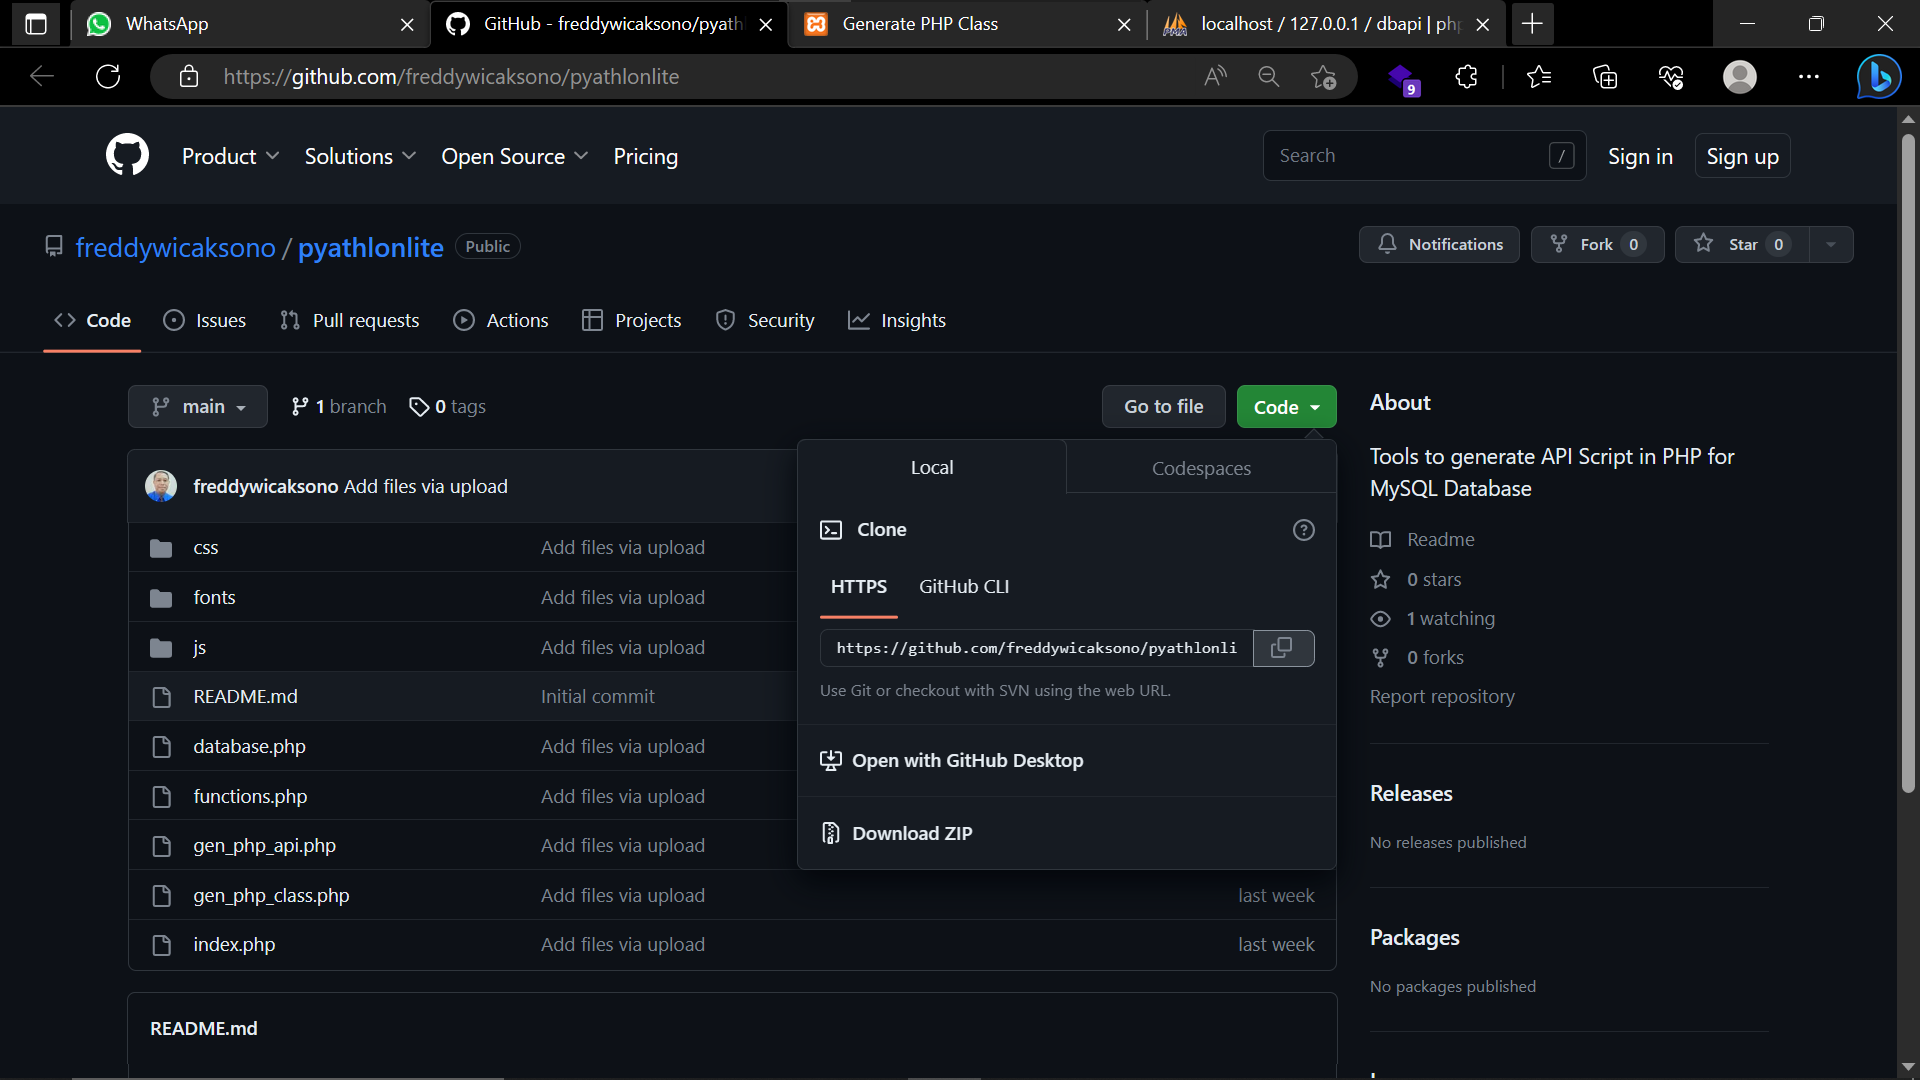 WhatsApp
GitHub - freddywicaksono/pyath
Generate PHP Class
localhost / 127.0.0.1 / dbapi | php
https://github.com/freddywicaksono/pyathlonlite
9
Product
Solutions
Open Source
Pricing
Search
/
Sign in
Sign up
freddywicaksono / pyathlonlite
Public
Notifications
Fork 0
Star 0
Code
Issues
Pull requests
Actions
Projects
Security
Insights
main
1 branch
0 tags
Go to file
Code
freddywicaksono Add files via upload
css Add files via upload
fonts Add files via upload
js Add files via upload
README.md Initial commit
database.php Add files via upload
functions.php Add files via upload
gen_php_api.php Add files via upload
gen_php_class.php Add files via upload last week
index.php Add files via upload last week
README.md
Local
Codespaces
Clone
HTTPS
GitHub CLI
https://github.com/freddywicaksono/pyathlonli
Use Git or checkout with SVN using the web URL.
Open with GitHub Desktop
Download ZIP
About
Tools to generate API Script in PHP for
MySQL Database
Readme
0 stars
1 watching
0 forks
Report repository
Releases
No releases published
Packages
No packages published